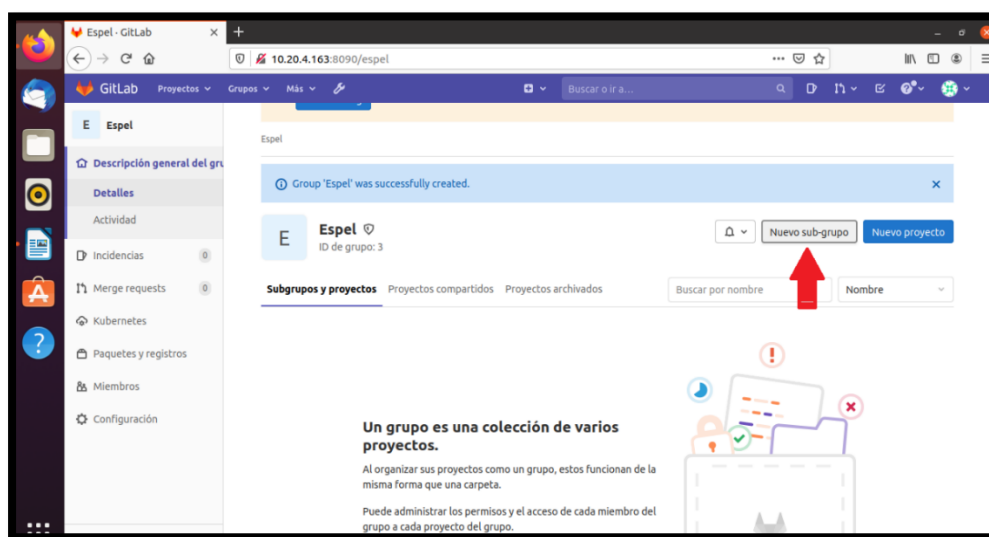 Espel · GitLab
10.20.4.163:8090/espel
GitLab Proyectos Grupos Más Buscar o ir a...
E Espel
Descripción general del gru
Detalles
Actividad
Incidencias 0
Merge requests 0
Kubernetes
Paquetes y registros
Miembros
Configuración
Espel
Group 'Espel' was successfully created.
E
Espel
ID de grupo: 3
Nuevo sub-grupo Nuevo proyecto
Subgrupos y proyectos Proyectos compartidos Proyectos archivados Buscar por nombre Nombre
Un grupo es una colección de varios
proyectos.
Al organizar sus proyectos como un grupo, estos funcionan de la
misma forma que una carpeta.
Puede administrar los permisos y el acceso de cada miembro del
grupo a cada proyecto del grupo.